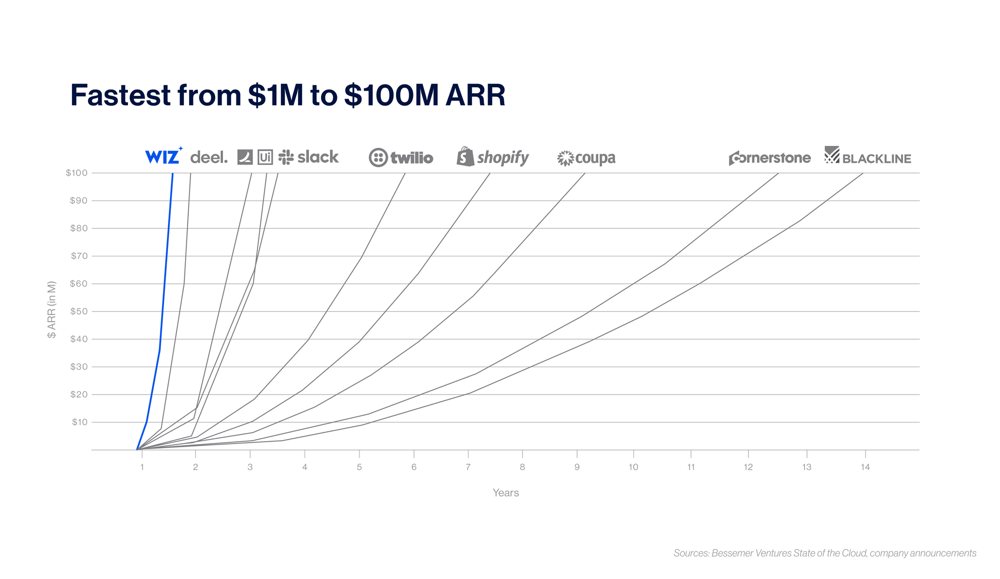 Fastest from $1M to $100M ARR
WIZ deel. Ui slack twilio shopify coupa Cornerstone BLACKLINE
$100
$90
$80
$70
$60
$50
$40
$30
$20
$10
$ ARR (in M)
1 2 3 4 5 6 7 8 9 10 11 12 13 14
Years
Sources: Bessemer Ventures State of the Cloud, company announcements